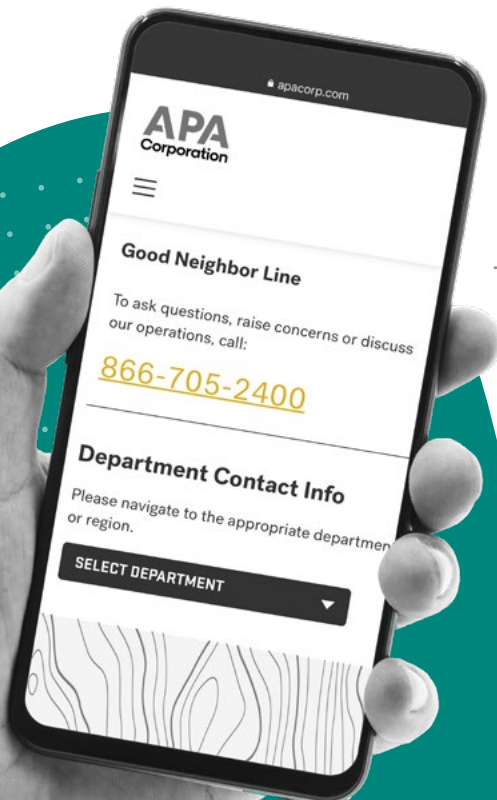 apacorp.com
APA
Corporation
Good Neighbor Line
To ask questions, raise concerns or discuss
our operations, call:
866-705-2400
Department Contact Info
Please navigate to the appropriate departmen
or region.
SELECT DEPARTMENT